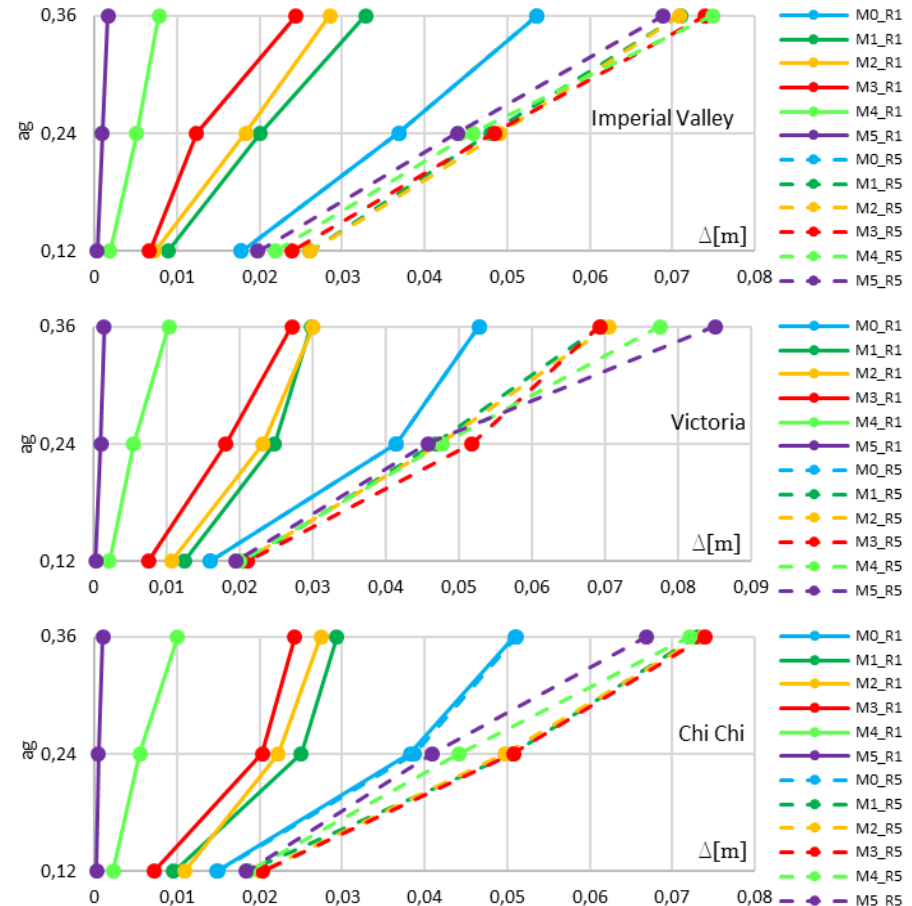 0,36
0,24
0,12
ag
Imperial Valley
Δ[m]
0 0,01 0,02 0,03 0,04 0,05 0,06 0,07 0,08
M0_R1
M1_R1
M2_R1
M3_R1
M4_R1
M5_R1
M0_R5
M1_R5
M2_R5
M3_R5
M4_R5
M5_R5
0,36
0,24
0,12
ag
Victoria
Δ[m]
0 0,01 0,02 0,03 0,04 0,05 0,06 0,07 0,08 0,09
M0_R1
M1_R1
M2_R1
M3_R1
M4_R1
M5_R1
M0_R5
M1_R5
M2_R5
M3_R5
M4_R5
M5_R5
0,36
0,24
0,12
ag
Chi Chi
Δ[m]
0 0,01 0,02 0,03 0,04 0,05 0,06 0,07 0,08
M0_R1
M1_R1
M2_R1
M3_R1
M4_R1
M5_R1
M0_R5
M1_R5
M2_R5
M3_R5
M4_R5
M5_R5